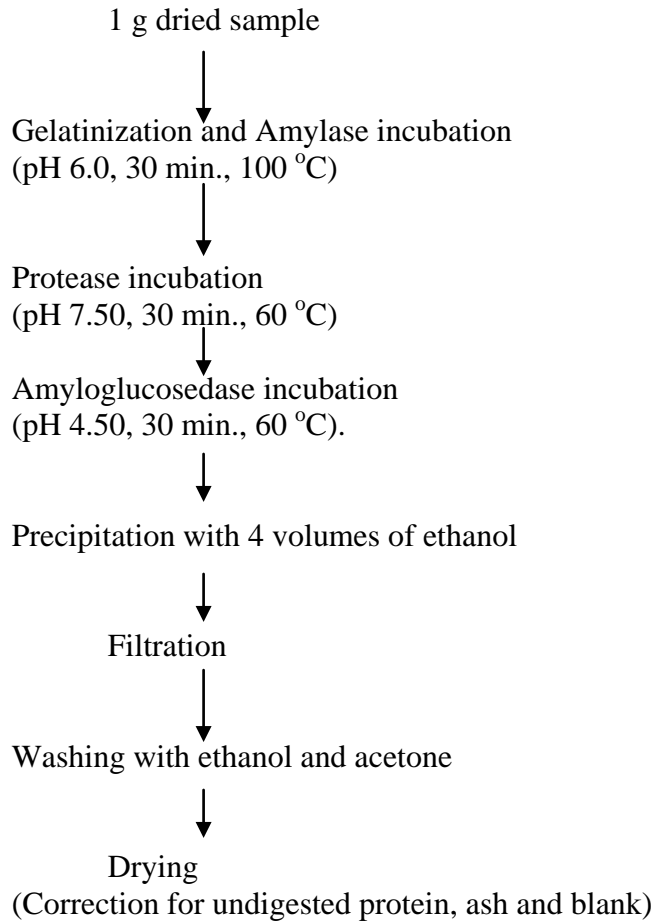 1 g dried sample
Gelatinization and Amylase incubation
(pH 6.0, 30 min., 100 °C)
Protease incubation
(pH 7.50, 30 min., 60 °C)
Amyloglucosedase incubation
(pH 4.50, 30 min., 60 °C).
Precipitation with 4 volumes of ethanol
Filtration
Washing with ethanol and acetone
Drying
(Correction for undigested protein, ash and blank)